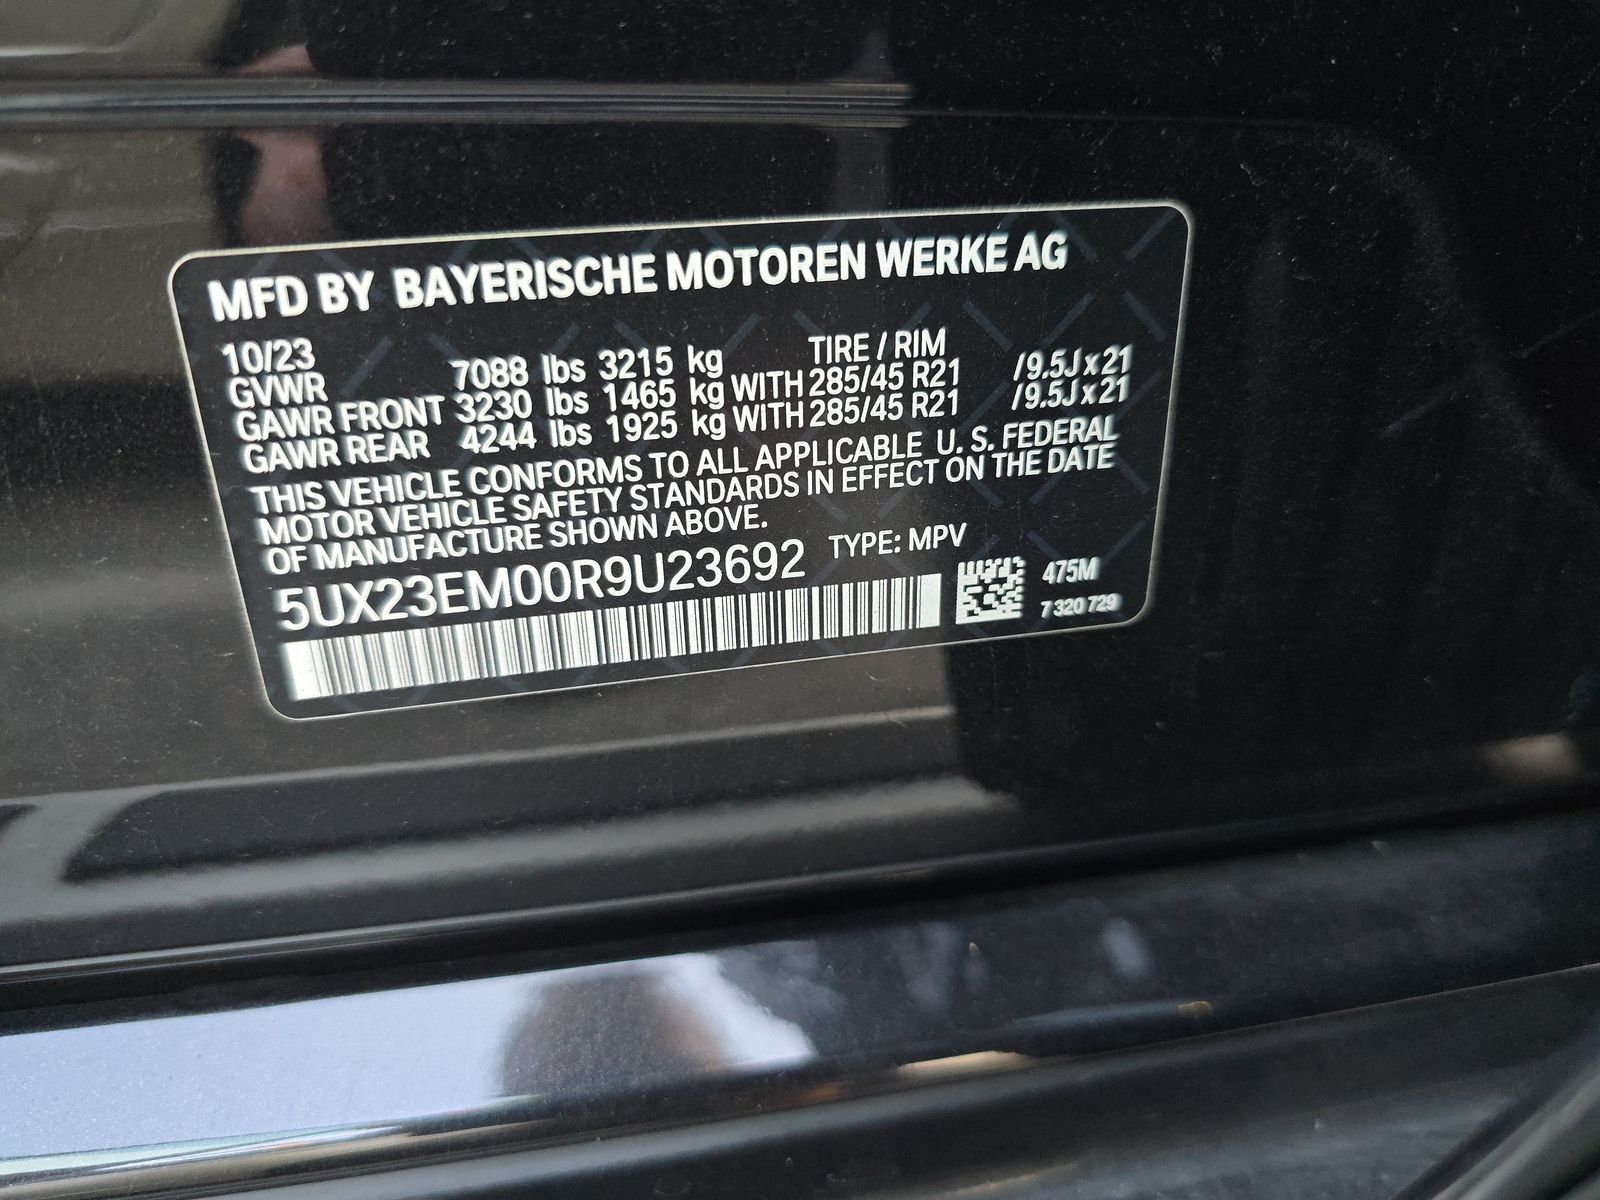 MFD BY BAYERISCHE MOTOREN WERKE AG
10/23 TIRE / RIM
GVWR 7088 lbs 3215 kg
GAWR FRONT 3230 lbs 1465 kg WITH 285/45 R21 /9.5J x 21
GAWR REAR 4244 lbs 1925 kg WITH 285/45 R21 /9.5J x 21
THIS VEHICLE CONFORMS TO ALL APPLICABLE U. S. FEDERAL
MOTOR VEHICLE SAFETY STANDARDS IN EFFECT ON THE DATE
OF MANUFACTURE SHOWN ABOVE.
5UX23EM00R9U23692 TYPE: MPV
475M
7 320 729